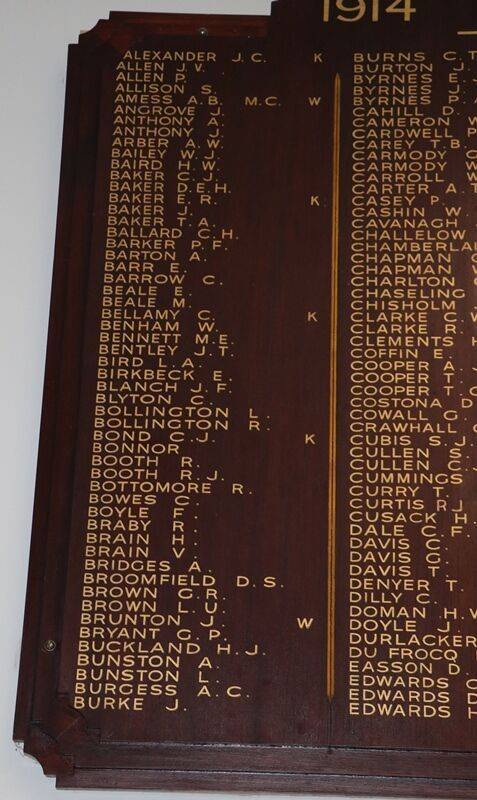 1914
ALEXANDER J.C. K
ALLEN J.V.
ALLEN P.
ALLISON S.
AMESS A.B. M.C. W
ANGROVE J.
ANTHONY A.
ANTHONY J.
ARBER A.W.
BAILEY W.J.
BAIRD H.V.
BAKER C.J.
BAKER D.E.H.
BAKER E.R. K
BAKER J.
BAKER T.A.
BALLARD C.H.
BARKER P.F.
BARTON A.
BARR E.
BARROW C.
BEALE E.
BEALE M.
BELLAMY C. K
BENHAM W.
BENNETT M.E.
BENTLEY J.T.
BIRD L.A.
BIRKBECK E.
BLANCH J.F.
BLYTON C.
BOLLINGTON L.
BOLLINGTON R.
BOND C.J. K
BONNOR
BOOTH R.
BOOTH R.J.
BOTTOMORE R.
BOWES C.
BOYLE F.
BRABY R.
BRAIN H.
BRAIN V.
BRIDGES A.
BROOMFIELD D.S.
BROWN G.R.
BROWN L.U.
BRUNTON J. W
BRYANT G.P.
BUCKLAND H.J.
BUNSTON A.
BUNSTON L.
BURGESS A.C.
BURKE J.
BURNS C.T
BURTON J.
BYRNES E.J
BYRNES J.
BYRNES P.
CAHILL D.
CAMERON W
CARDWELL P
CAREY T.B.
CARMODY
CARMODY
CARROLL W
CARTER A.T
CASEY P.
CASHIN W.
CAVANAGH
CHALLELOW
CHAMBERLAI
CHAPMAN
CHAPMAN
CHARLTON
CHASELING
CHISHOLM
CLARKE C.W
CLARKE R.
CLEMENTS H
COFFIN E.
COOPER A.J
COOPER T.
COOPER T.
COSTONA D
COWALL G.
CRAWHALL
CUBIS S.J.
CULLEN S.
CULLEN C.J
CUMMINGS
CURRY T.
CURTIS R.J
CUSACK H.
DALE C.F.
DAVIS C.
DAVIS G.
DAVIS T.
DENYER T.
DILLY C.
DOMAN H.W
DOYLE J.
DURLACKER
DU FROCQ
EASSON D.
EDWARDS C
EDWARDS D
EDWARDS H